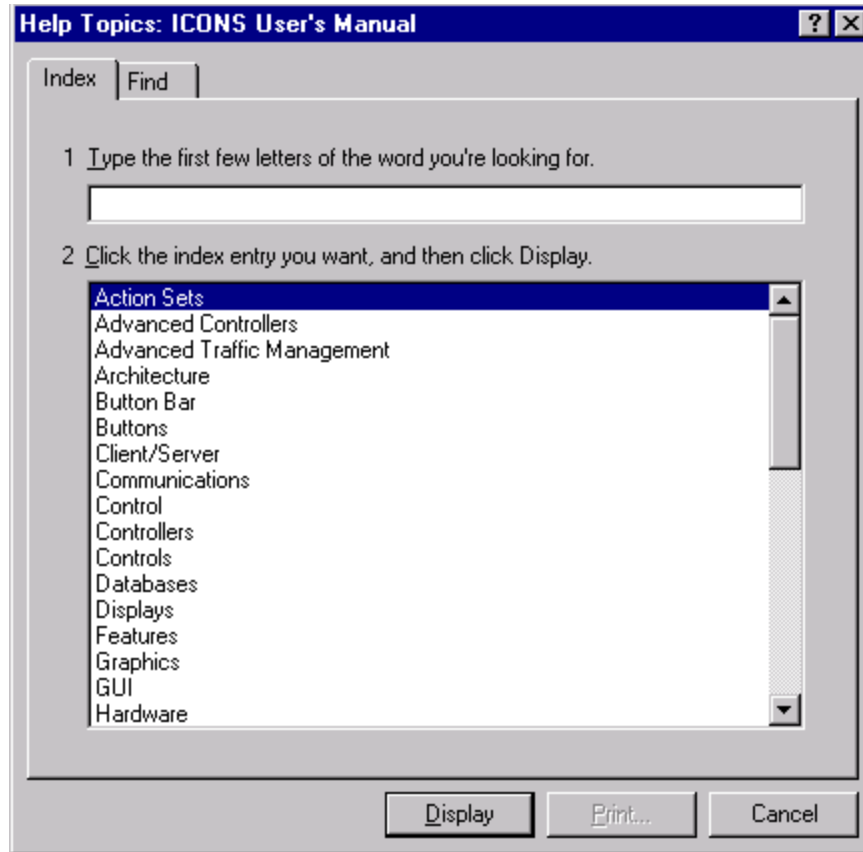 Help Topics: ICONS User's Manual
Index Find
1 Type the first few letters of the word you're looking for.
2 Click the index entry you want, and then click Display.
Action Sets
Advanced Controllers
Advanced Traffic Management
Architecture
Button Bar
Buttons
Client/Server
Communications
Control
Controllers
Controls
Databases
Displays
Features
Graphics
GUI
Hardware
Display Print... Cancel